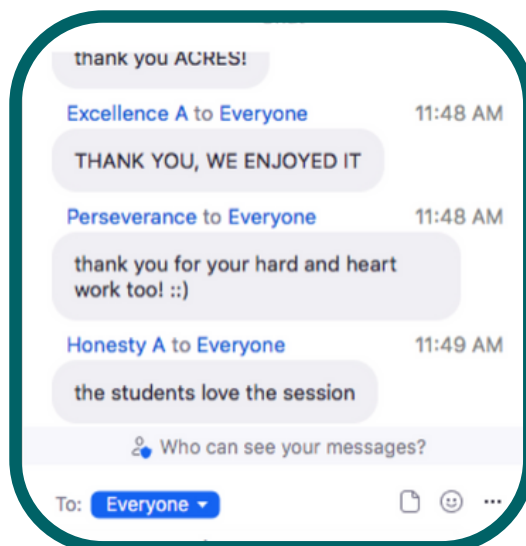 thank you ACRES!
Excellence A to Everyone 11:48 AM
THANK YOU, WE ENJOYED IT
Perseverance to Everyone 11:48 AM
thank you for your hard and heart
work too! ::)
Honesty A to Everyone 11:49 AM
the students love the session
Who can see your messages?
To: Everyone